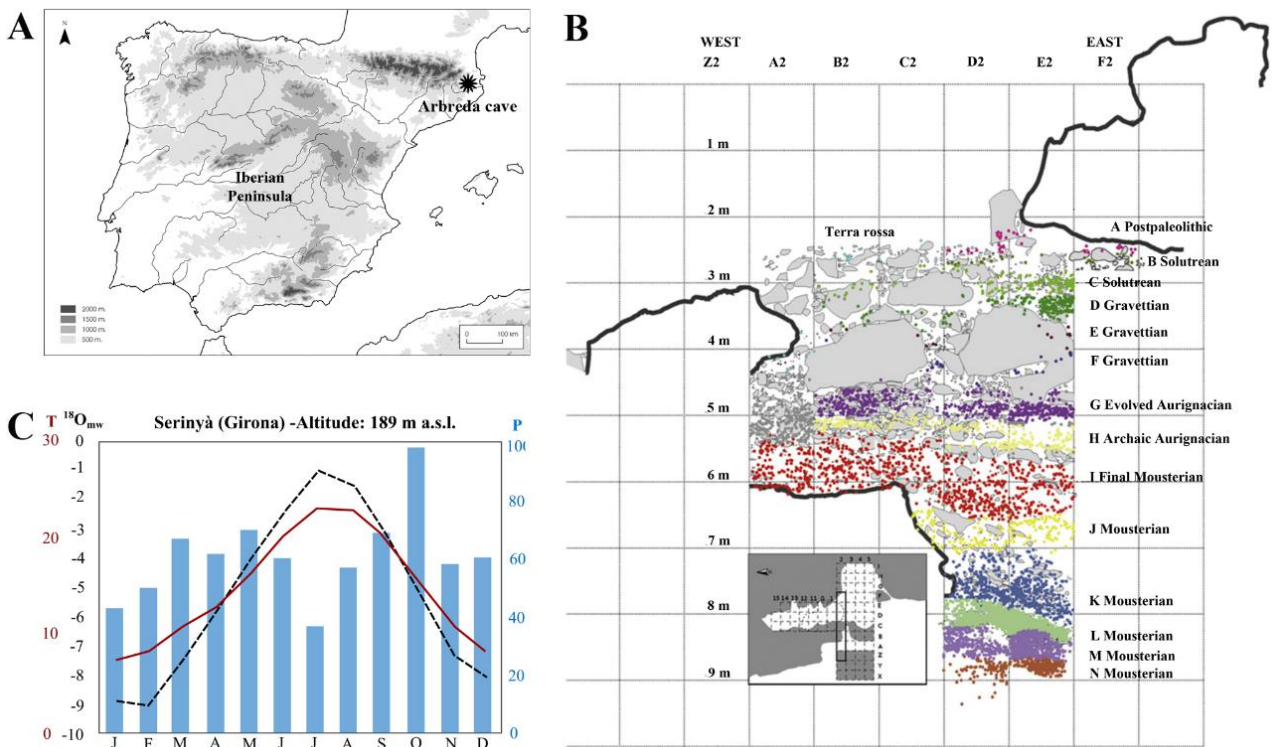 A
N
Arbreda cave
Iberian
Peninsula
2000 m.
1500 m.
1000 m.
500 m.
0 100 km
B
WEST EAST
Z2 A2 B2 C2 D2 E2 F2
1 m
2 m
Terra rossa
3 m
4 m
5 m
6 m
7 m
8 m
9 m
A Postpaleolithic
B Solutrean
C Solutrean
D Gravettian
E Gravettian
F Gravettian
G Evolved Aurignacian
H Archaic Aurignacian
I Final Mousterian
J Mousterian
K Mousterian
L Mousterian
M Mousterian
N Mousterian
C
T 18Omw Serinyà (Girona) -Altitude: 189 m a.s.l. P
30 0 100
-1
-2 80
20 -3
-4 60
-5
10 -6 40
-7
-8 20
-9
0 -10 0
J F M A M J J A S O N D